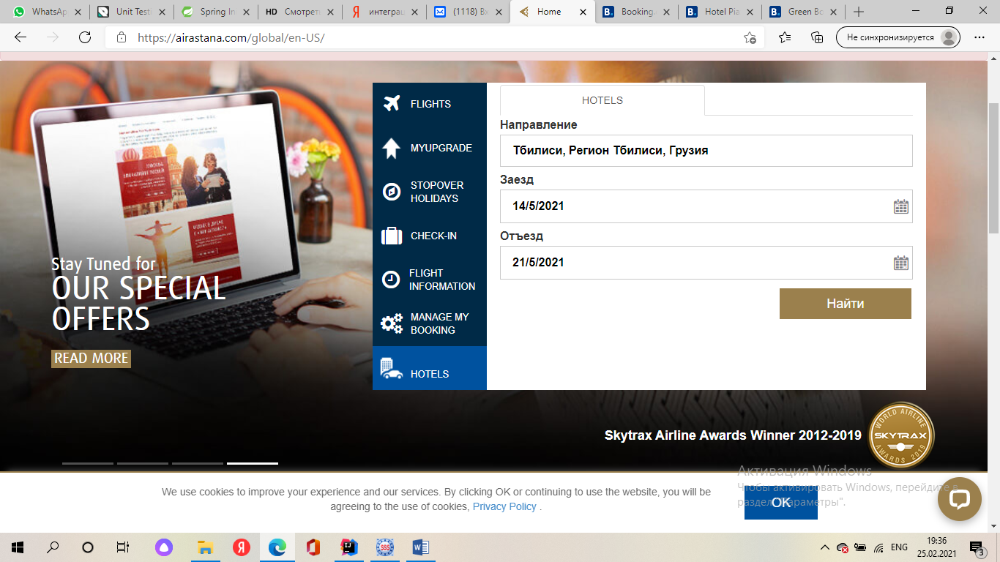 WhatsAp
Unit Test
Spring In
HD Смотрет
Я интеграц
(1118) Вх
Home
B. Booking.
B. Hotel Pia
B. Green Bo
https://airastana.com/global/en-US/
Не синхронизируется
FLIGHTS
MYUPGRADE
STOPOVER
HOLIDAYS
CHECK-IN
FLIGHT
INFORMATION
MANAGE MY
BOOKING
HOTELS
HOTELS
Направление
Тбилиси, Регион Тбилиси, Грузия
Заезд
14/5/2021
Отъезд
21/5/2021
Найти
Stay Tuned for
OUR SPECIAL
OFFERS
READ MORE
Skytrax Airline Awards Winner 2012-2019
WORLD AIRLINE
SKYTRAX
AWARDS 2019
We use cookies to improve your experience and our services. By clicking OK or continuing to use the website, you will be
agreeing to the use of cookies, Privacy Policy .
OK
Активация Windows
Чтобы активировать Windows, перейдите в
раздел "Параметры".
Я
SSS
ENG
19:36
25.02.2021
3